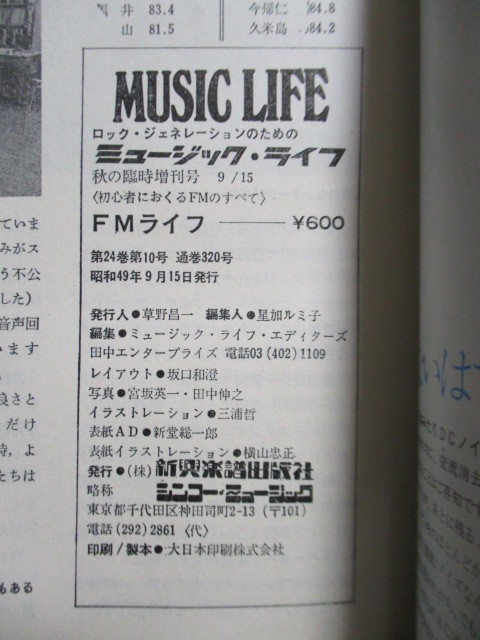 井 83.4
山 81.5
今帰仁 84.8
久米島 84.2
MUSIC LIFE
ロック・ジェネレーションのための
ミュージック・ライフ
秋の臨時増刊号 9/15
〈初心者におくるFMのすべて〉
FMライフ ―― ¥600
第24巻第10号 通巻320号
昭和49年9月15日発行
発行人●草野昌一 編集人●星加ルミ子
編集●ミュージック・ライフ・エディターズ
田中エンタープライズ 電話03(402)1109
レイアウト●坂口和澄
写真●宮坂英一・田中伸之
イラストレーション●三浦哲
表紙AD●新堂総一郎
表紙イラストレーション●横山忠正
発行●(株)新興楽譜出版社
略称 シンコー・ミュージック
東京都千代田区神田司町2-13(〒101)
電話(292)2861〈代〉
印刷/製本●大日本印刷株式会社
ていま
みがス
う不公
した)
音声回
います
良さと
だけ
時,よ
たちは
もある
いはす